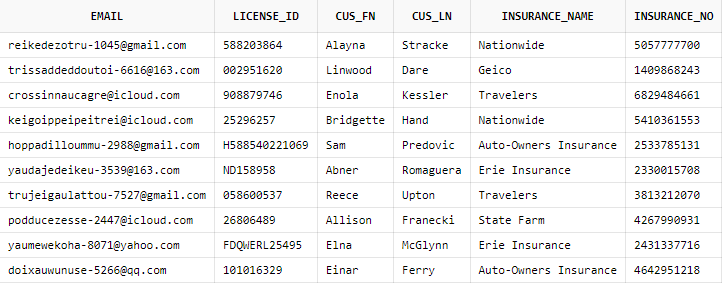 EMAIL LICENSE_ID CUS_FN CUS_LN INSURANCE_NAME INSURANCE_NO
reikedezotru-1045@gmail.com 588203864 Alayna Stracke Nationwide 5057777700
trissaddeddoutoi-6616@163.com 002951620 Linwood Dare Geico 1409868243
crossinnaucagre@icloud.com 908879746 Enola Kessler Travelers 6829484661
keigoippeipeitrei@icloud.com 25296257 Bridgette Hand Nationwide 5410361553
hoppadilloummu-2988@gmail.com H588540221069 Sam Predovic Auto-Owners Insurance 2533785131
yaudajedeikeu-3539@163.com ND158958 Abner Romaguera Erie Insurance 2330015708
trujeigaulattou-7527@gmail.com 058600537 Reece Upton Travelers 3813212070
podducezesse-2447@icloud.com 26806489 Allison Franecki State Farm 4267990931
yaumewekoha-8071@yahoo.com FDQWERL25495 Elna McGlynn Erie Insurance 2431337716
doixauwunuse-5266@qq.com 101016329 Einar Ferry Auto-Owners Insurance 4642951218